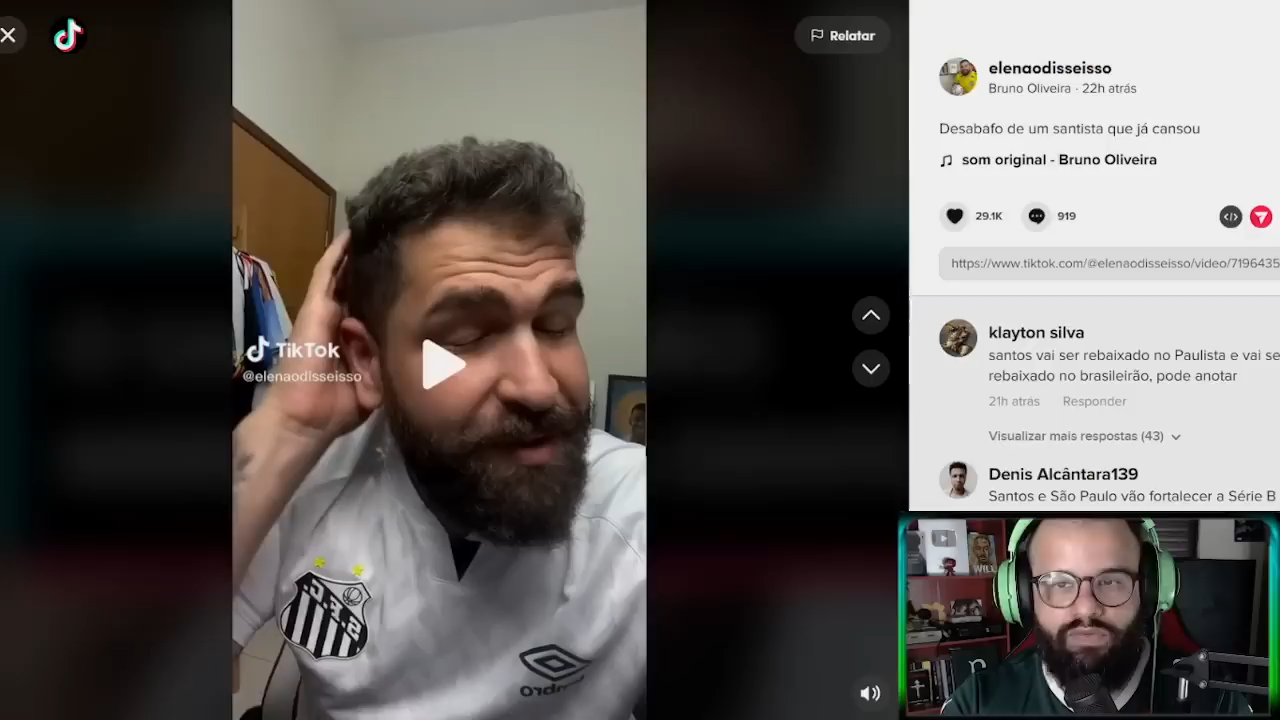 Relatar
elenaodisseisso
Bruno Oliveira · 22h atrás
Desabafo de um santista que já cansou
som original - Bruno Oliveira
29.1K
919
https://www.tiktok.com/@elenaodisseisso/video/7196435
klayton silva
santos vai ser rebaixado no Paulista e vai se
rebaixado no brasileirão, pode anotar
21h atrás Responder
Visualizar mais respostas (43)
Denis Alcântara139
Santos e São Paulo vão fortalecer a Série B
TikTok
@elenaodisseisso
S.F.C.
umbro
WILL